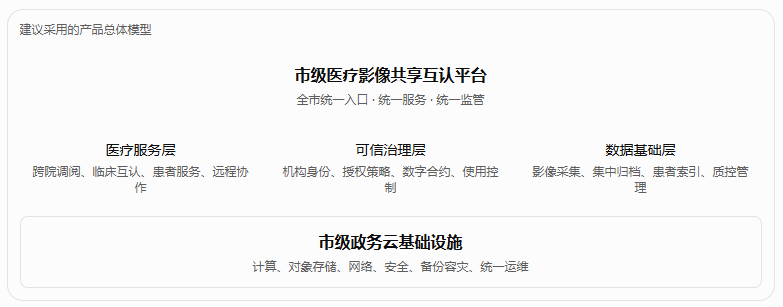 建议采用的产品总体模型
市级医疗影像共享互认平台
全市统一入口 · 统一服务 · 统一监管
医疗服务层
跨院调阅、临床互认、患者服务、远程协
作
可信治理层
机构身份、授权策略、数字合约、使用控
制
数据基础层
影像采集、集中归档、患者索引、质控管
理
市级政务云基础设施
计算、对象存储、网络、安全、备份容灾、统一运维